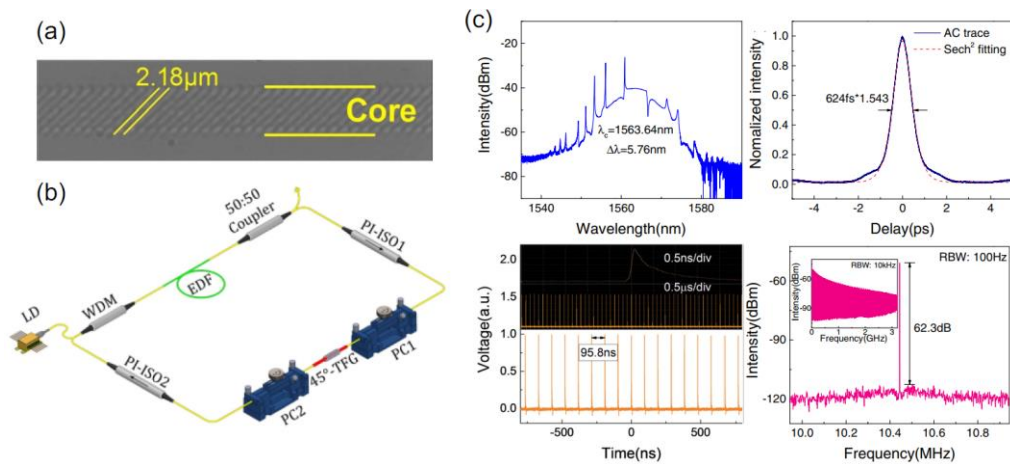 (a)
2.18μm
Core
(b)
50:50
Coupler
PI-ISO1
EDF
WDM
LD
PI-ISO2
PC2
45°-TFG
PC1
(c)
Intensity(dBm)
-20
-40
-60
-80
λc=1563.64nm
Δλ=5.76nm
1540 1560 1580
Wavelength(nm)
Nomalized intensity
1.0
0.8
0.6
0.4
0.2
0.0
AC trace
Sech² fitting
624fs*1.543
-4 -2 0 2 4
Delay(ps)
Voltage(a.u.)
2.0
1.5
1.0
0.5
0.0
0.5ns/div
0.5μs/div
95.8ns
-500 0 500
Time(ns)
Intensity(dBm)
-60
-90
-120
RBW: 100Hz
Intensity(dBm)
-30
-60
-90
RBW: 10kHz
0 1 2 3
Frequency(GHz)
62.3dB
10.0 10.2 10.4 10.6 10.8
Frequency(MHz)